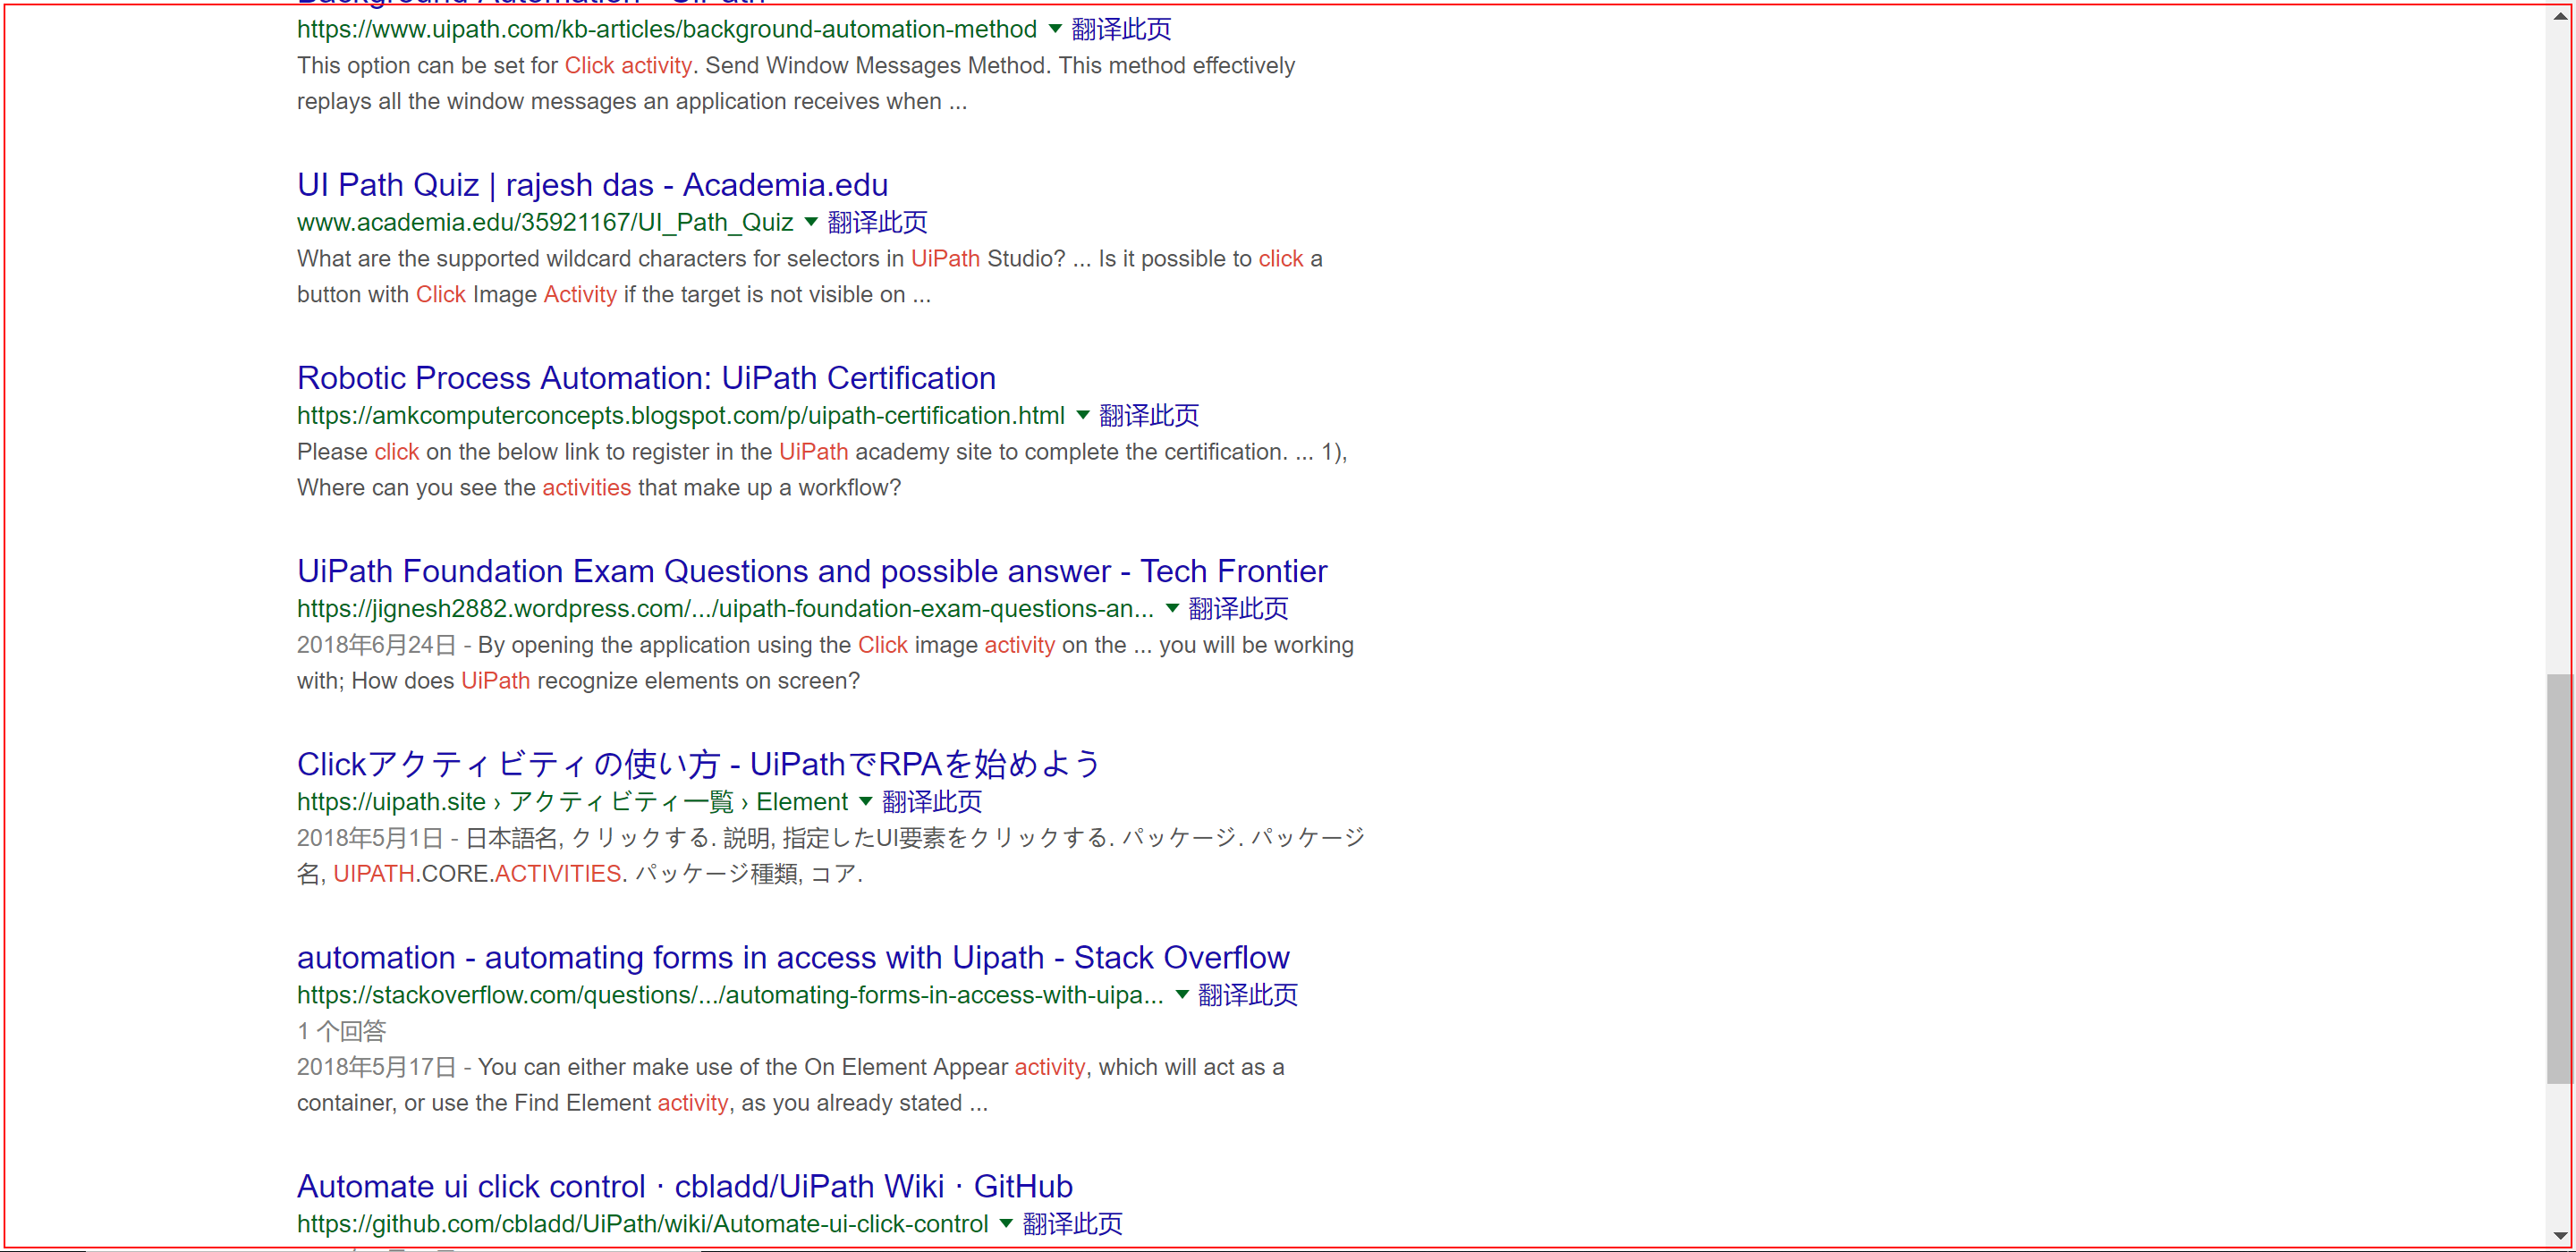 Background Automation - UiPath
https://www.uipath.com/kb-articles/background-automation-method 翻译此页
This option can be set for Click activity. Send Window Messages Method. This method effectively
replays all the window messages an application receives when ...
UI Path Quiz | rajesh das - Academia.edu
www.academia.edu/35921167/UI_Path_Quiz 翻译此页
What are the supported wildcard characters for selectors in UiPath Studio? ... Is it possible to click a
button with Click Image Activity if the target is not visible on ...
Robotic Process Automation: UiPath Certification
https://amkcomputerconcepts.blogspot.com/p/uipath-certification.html 翻译此页
Please click on the below link to register in the UiPath academy site to complete the certification. ... 1),
Where can you see the activities that make up a workflow?
UiPath Foundation Exam Questions and possible answer - Tech Frontier
https://jignesh2882.wordpress.com/.../uipath-foundation-exam-questions-an... 翻译此页
2018年6月24日 - By opening the application using the Click image activity on the ... you will be working
with; How does UiPath recognize elements on screen?
Clickアクティビティの使い方 - UiPathでRPAを始めよう
https://uipath.site › アクティビティ一覧 › Element 翻译此页
2018年5月1日 - 日本語名, クリックする. 説明, 指定したUI要素をクリックする. パッケージ. パッケージ
名, UIPATH.CORE.ACTIVITIES. パッケージ種類, コア.
automation - automating forms in access with Uipath - Stack Overflow
https://stackoverflow.com/questions/.../automating-forms-in-access-with-uipa... 翻译此页
1 个回答
2018年5月17日 - You can either make use of the On Element Appear activity, which will act as a
container, or use the Find Element activity, as you already stated ...
Automate ui click control · cbladd/UiPath Wiki · GitHub
https://github.com/cbladd/UiPath/wiki/Automate-ui-click-control 翻译此页